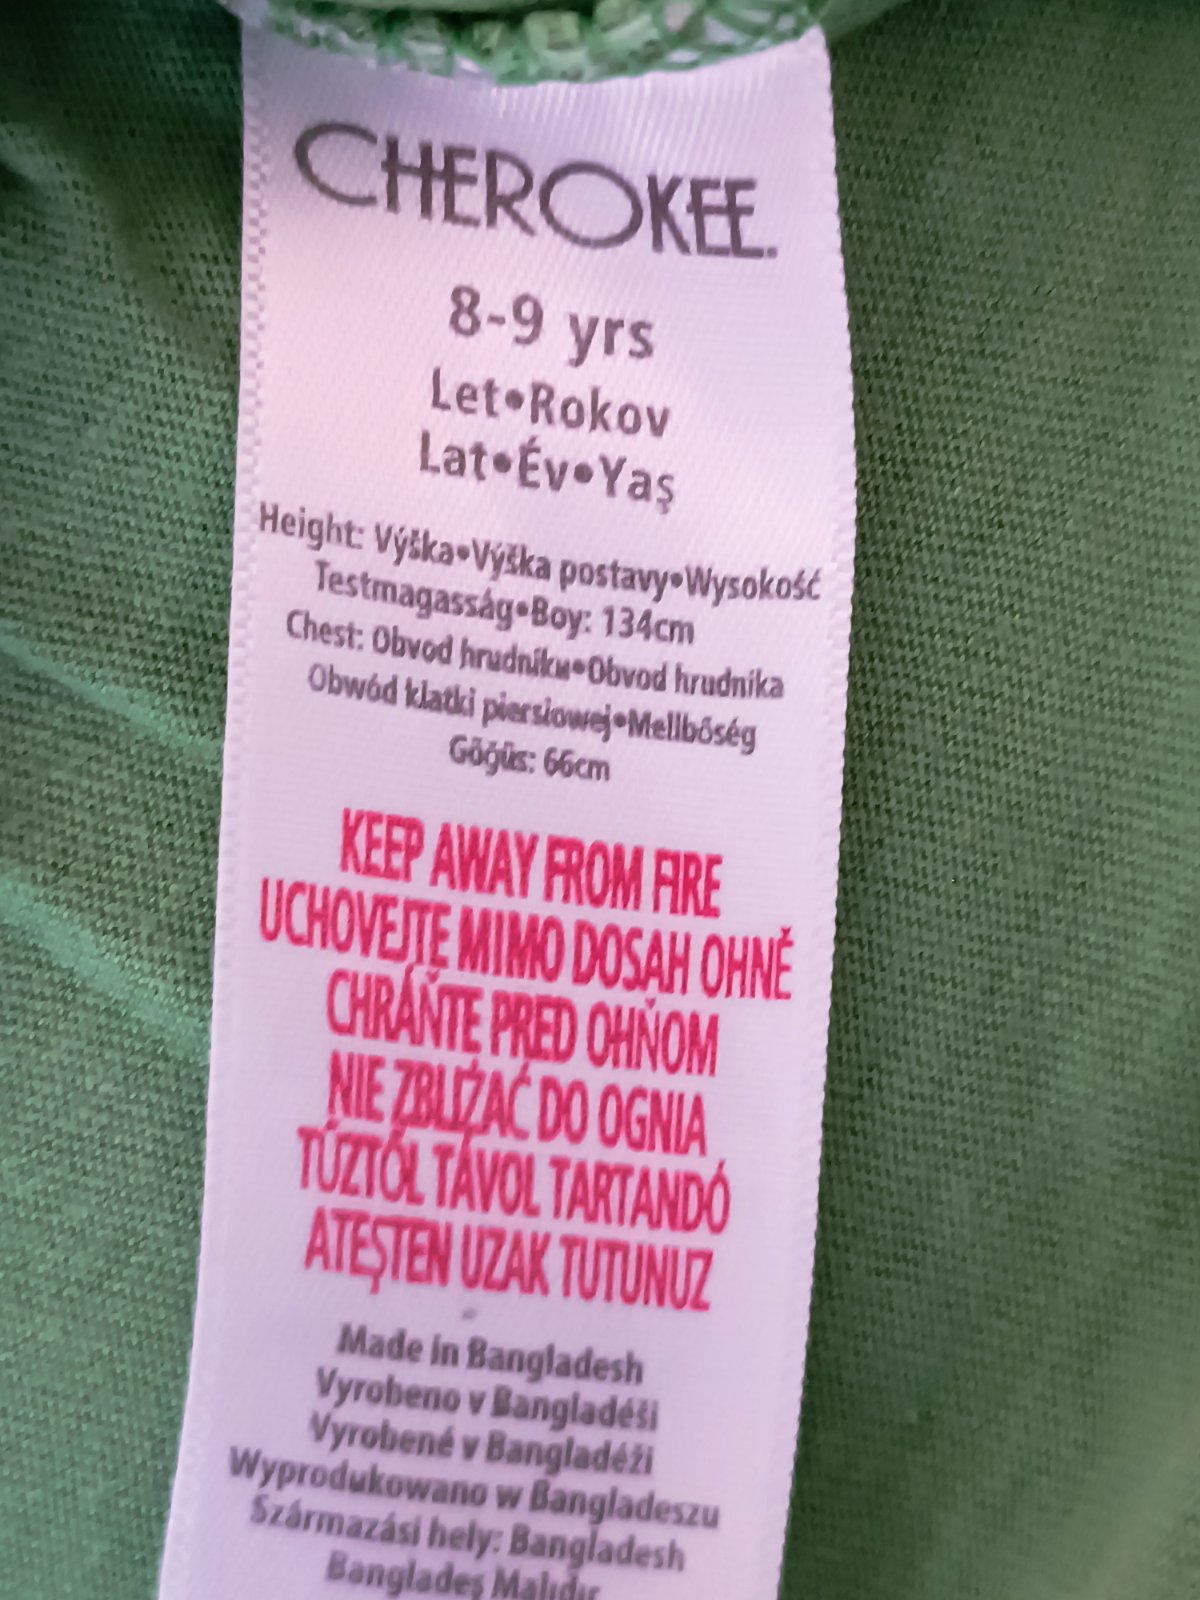 CHEROKEE.
8-9 yrs
Let•Rokov
Lat•Év•Yaş
Height: Výška•Výška postavy•Wysokość
Testmagasság•Boy: 134cm
Chest: Obvod hrudníku•Obvod hrudníka
Obwód klatki piersiowej•Mellbőség
Göğüs: 66cm
KEEP AWAY FROM FIRE
UCHOVEJTE MIMO DOSAH OHNĚ
CHRÁŇTE PRED OHŇOM
NIE ZBLIŻAĆ DO OGNIA
TŰZTŐL TÁVOL TARTANDÓ
ATEŞTEN UZAK TUTUNUZ
Made in Bangladesh
Vyrobeno v Bangladéši
Vyrobené v Bangladéži
Wyprodukowano w Bangladeszu
Származási hely: Bangladesh
Bangladeş Malıdır